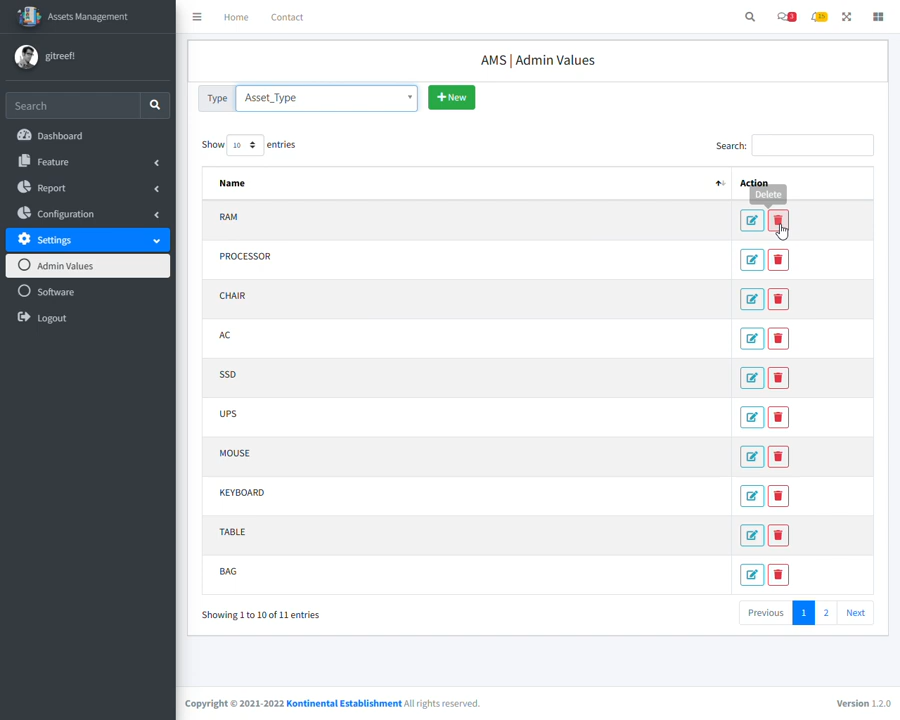 Assets Management
Home
Contact
3
15
gitreef!
AMS | Admin Values
Type
Asset_Type
New
Search
Dashboard
Feature
Report
Configuration
Settings
Admin Values
Software
Logout
Show 10 entries
Search:
Name
Action
Delete
RAM
PROCESSOR
CHAIR
AC
SSD
UPS
MOUSE
KEYBOARD
TABLE
BAG
Showing 1 to 10 of 11 entries
Previous 1 2 Next
Copyright © 2021-2022 Kontinental Establishment All rights reserved.
Version 1.2.0